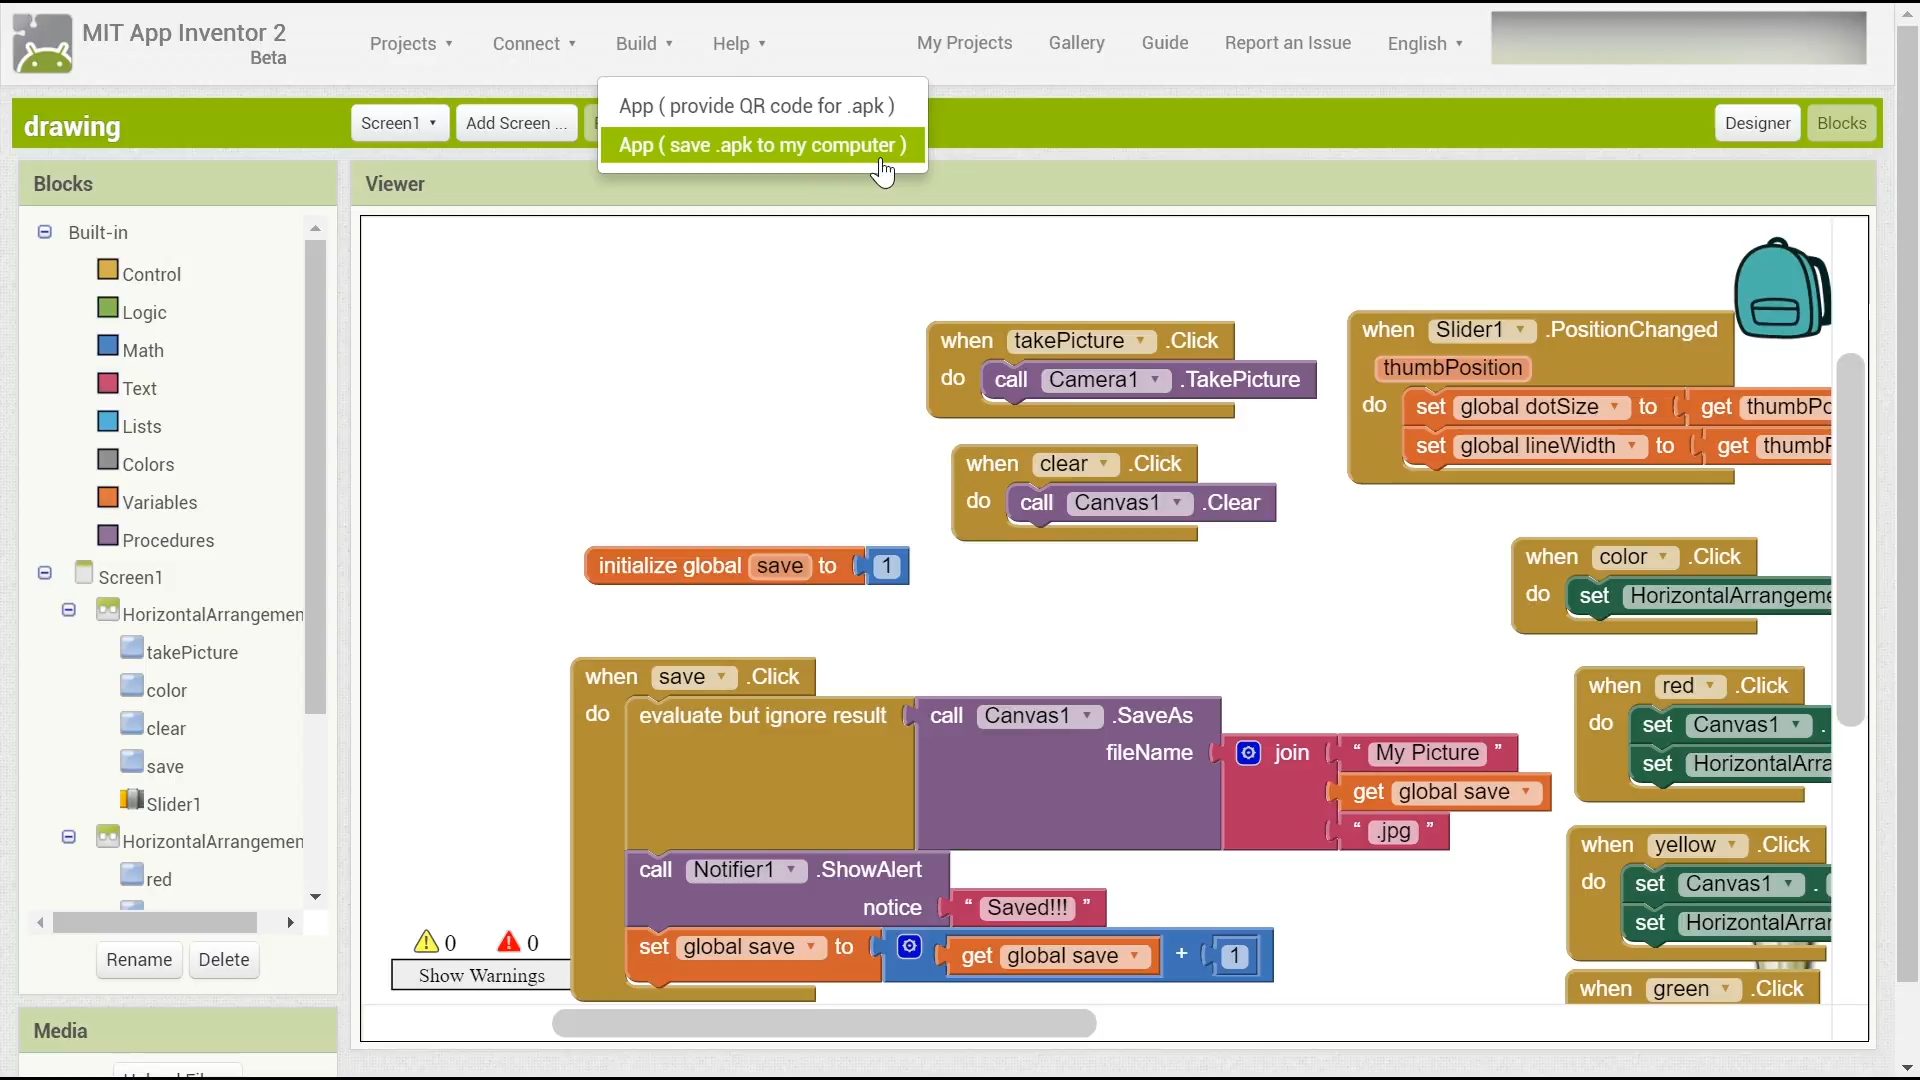 MIT App Inventor 2
Beta
Projects
Connect
Build
Help
My Projects
Gallery
Guide
Report an Issue
English
App ( provide QR code for .apk )
App ( save .apk to my computer )
drawing
Screen1
Add Screen ...
Designer
Blocks
Blocks
Built-in
Control
Logic
Math
Text
Lists
Colors
Variables
Procedures
Screen1
HorizontalArrangemen
takePicture
color
clear
save
Slider1
HorizontalArrangemen
red
Rename
Delete
Media
Viewer
when takePicture .Click
do call Camera1 .TakePicture
when clear .Click
do call Canvas1 .Clear
initialize global save to 1
when save .Click
do evaluate but ignore result call Canvas1 .SaveAs
fileName join " My Picture "
get global save
" .jpg "
call Notifier1 .ShowAlert
notice " Saved!!! "
set global save to get global save + 1
0 0
Show Warnings
when Slider1 .PositionChanged
thumbPosition
do set global dotSize to get thumbPo
set global lineWidth to get thumbP
when color .Click
do set HorizontalArrangeme
when red .Click
do set Canvas1 .
set HorizontalArra
when yellow .Click
do set Canvas1 .
set HorizontalArrar
when green .Click